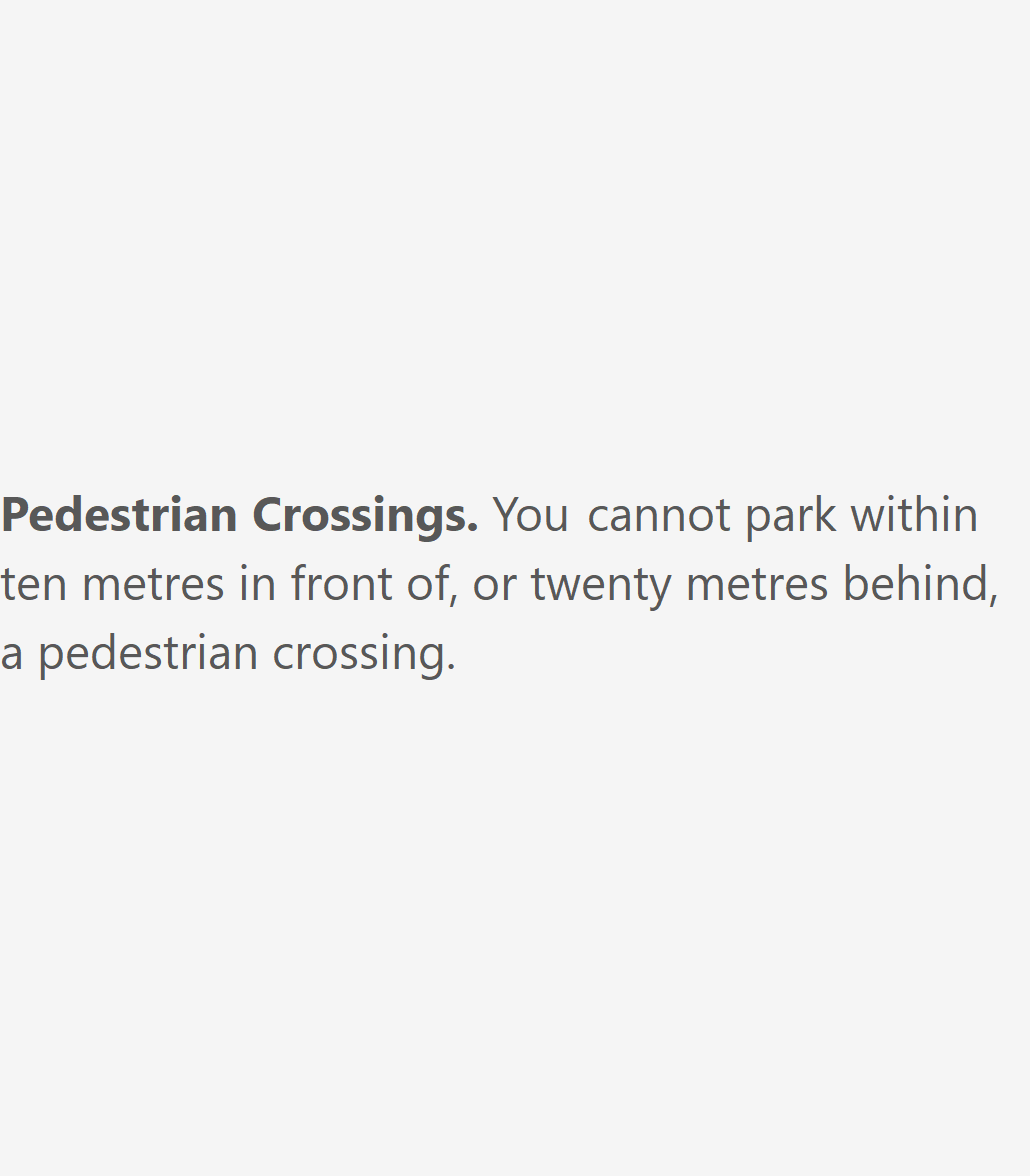 Pedestrian Crossings. You cannot park within
ten metres in front of, or twenty metres behind,
a pedestrian crossing.